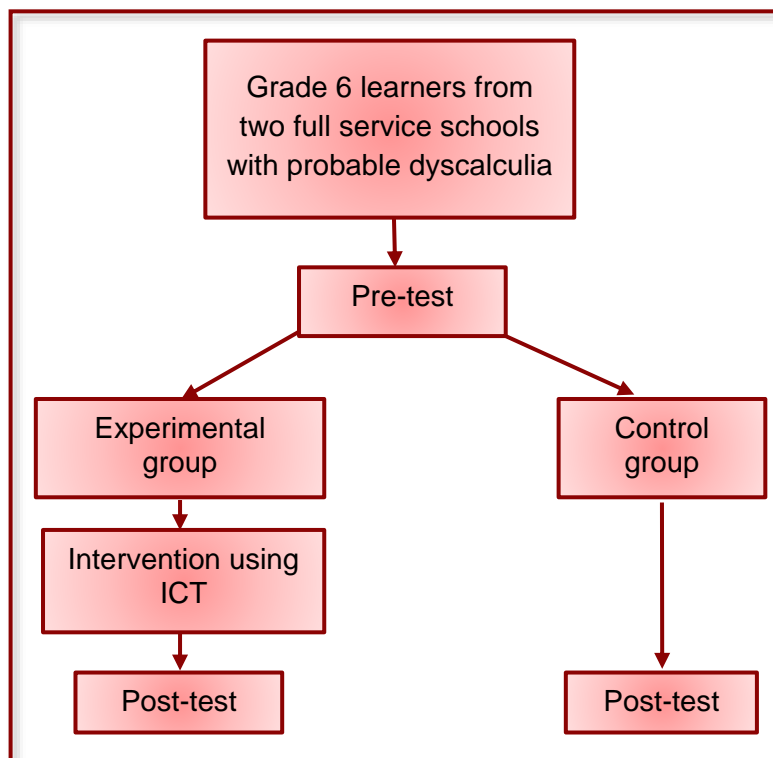 Grade 6 learners from
two full service schools
with probable dyscalculia
Pre-test
Experimental
group
Control
group
Intervention using
ICT
Post-test
Post-test